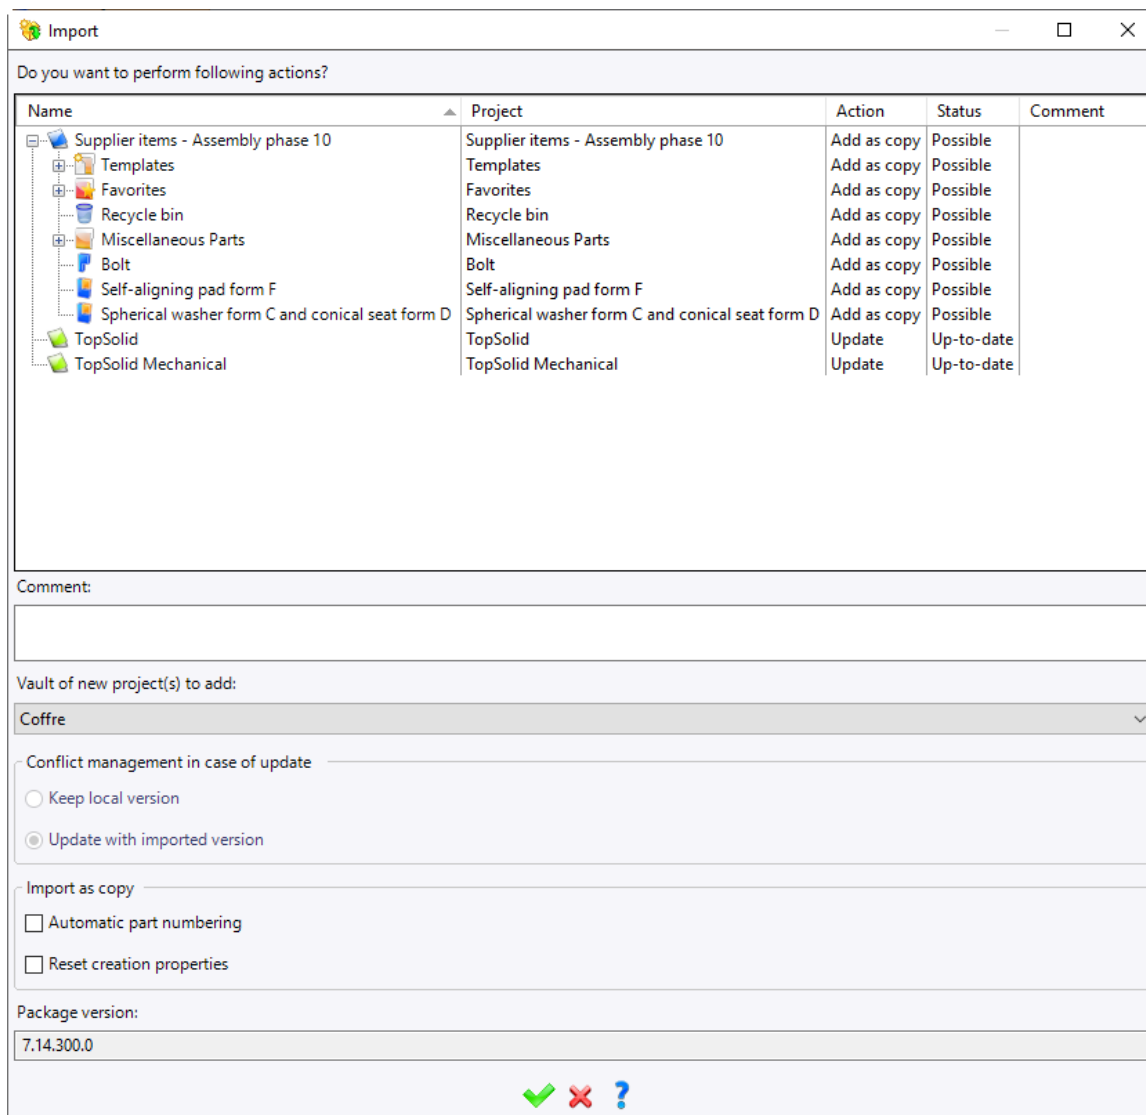 Import
Do you want to perform following actions?
Name Project Action Status Comment
Supplier items - Assembly phase 10 Supplier items - Assembly phase 10 Add as copy Possible
Templates Templates Add as copy Possible
Favorites Favorites Add as copy Possible
Recycle bin Recycle bin Add as copy Possible
Miscellaneous Parts Miscellaneous Parts Add as copy Possible
Bolt Bolt Add as copy Possible
Self-aligning pad form F Self-aligning pad form F Add as copy Possible
Spherical washer form C and conical seat form D Spherical washer form C and conical seat form D Add as copy Possible
TopSolid TopSolid Update Up-to-date
TopSolid Mechanical TopSolid Mechanical Update Up-to-date
Comment:
Vault of new project(s) to add:
Coffre
Conflict management in case of update
Keep local version
Update with imported version
Import as copy
Automatic part numbering
Reset creation properties
Package version:
7.14.300.0
?